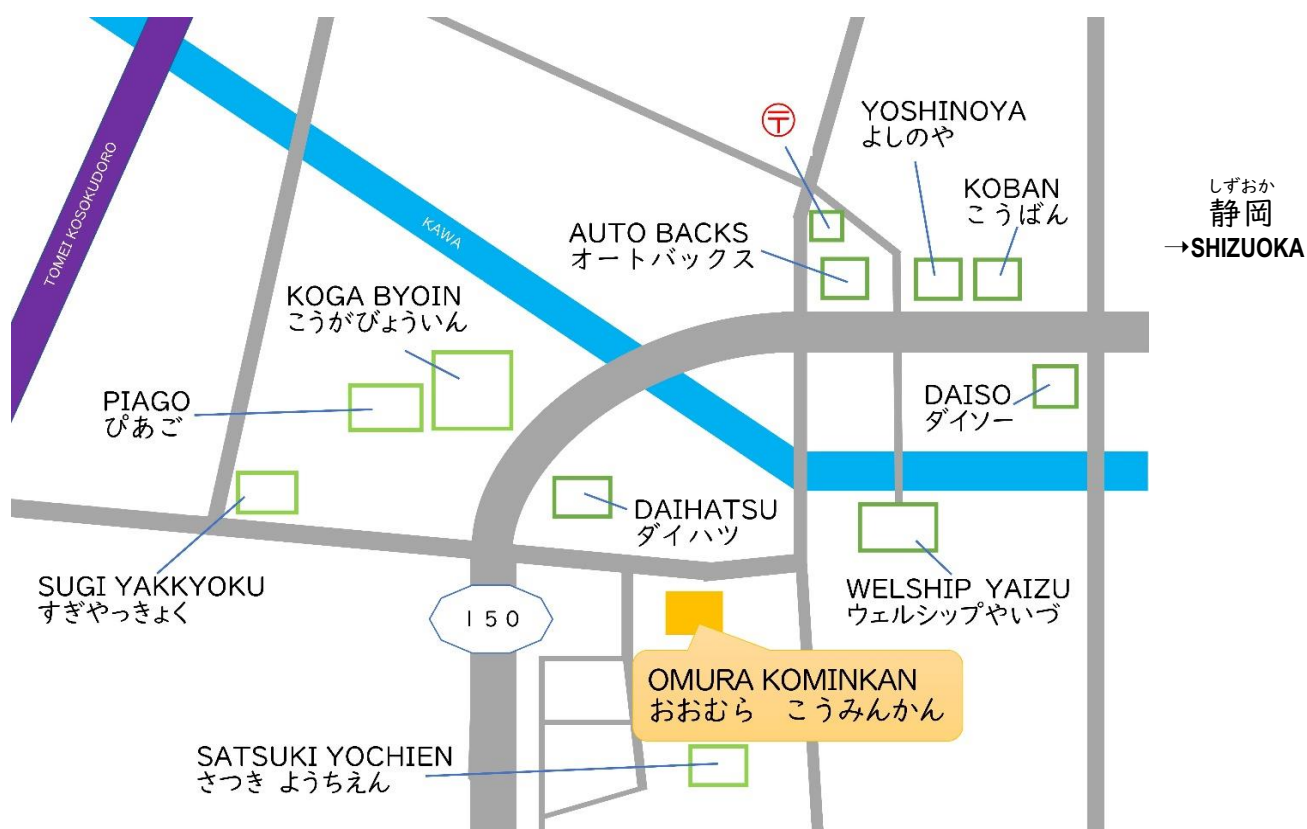 TOMEI KOSOKUDORO
KAWA
〒
YOSHINOYA
よしのや
KOBAN
こうばん
しずおか
静岡
→SHIZUOKA
AUTO BACKS
オートバックス
KOGA BYOIN
こうがびょういん
PIAGO
ぴあご
DAISO
ダイソー
DAIHATSU
ダイハツ
SUGI YAKKYOKU
すぎやっきょく
150
WELSHIP YAIZU
ウェルシップやいづ
OMURA KOMINKAN
おおむら　こうみんかん
SATSUKI YOCHIEN
さつき ようちえん